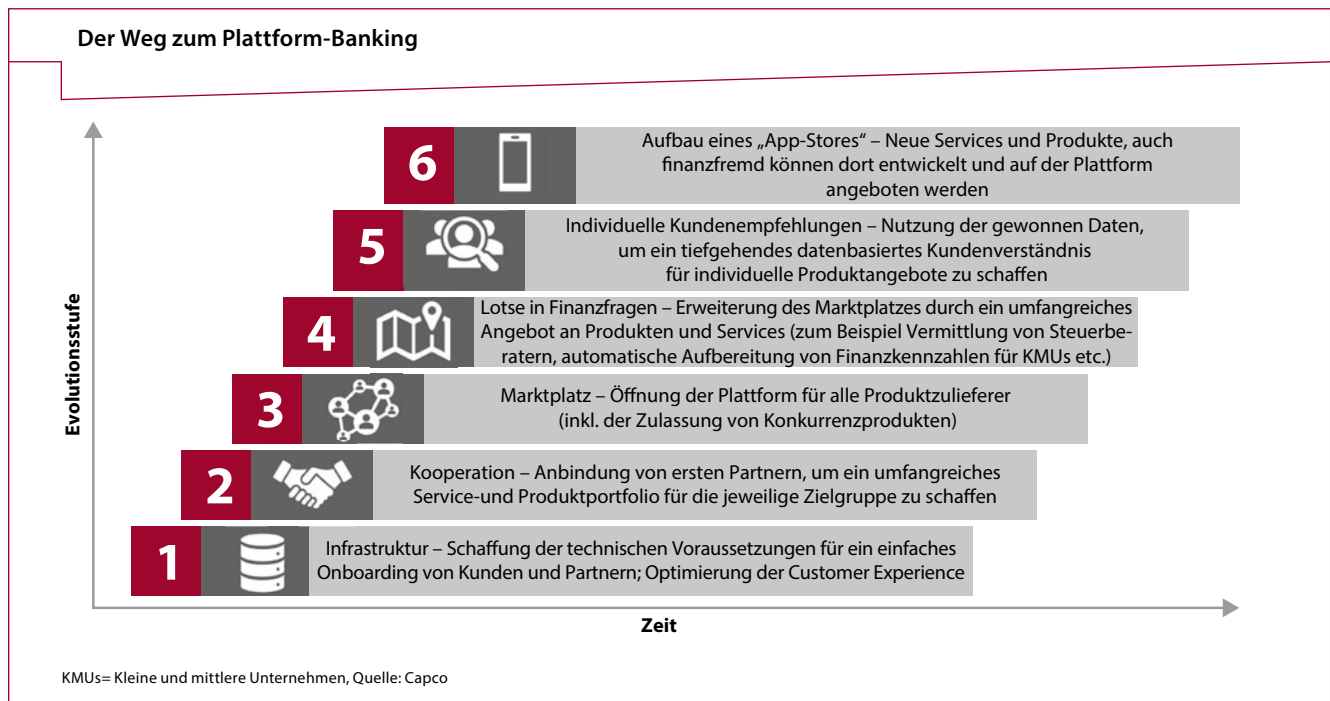 Der Weg zum Plattform-Banking
Evolutionsstufe
6
Aufbau eines „App-Stores“ – Neue Services und Produkte, auch
finanzfremd können dort entwickelt und auf der Plattform
angeboten werden
5
Individuelle Kundenempfehlungen – Nutzung der gewonnen Daten,
um ein tiefgehendes datenbasiertes Kundenverständnis
für individuelle Produktangebote zu schaffen
4
Lotse in Finanzfragen – Erweiterung des Marktplatzes durch ein umfangreiches
Angebot an Produkten und Services (zum Beispiel Vermittlung von Steuerbe-
ratern, automatische Aufbereitung von Finanzkennzahlen für KMUs etc.)
3
Marktplatz – Öffnung der Plattform für alle Produktzulieferer
(inkl. der Zulassung von Konkurrenzprodukten)
2
Kooperation – Anbindung von ersten Partnern, um ein umfangreiches
Service-und Produktportfolio für die jeweilige Zielgruppe zu schaffen
1
Infrastruktur – Schaffung der technischen Voraussetzungen für ein einfaches
Onboarding von Kunden und Partnern; Optimierung der Customer Experience
Zeit
KMUs= Kleine und mittlere Unternehmen, Quelle: Capco